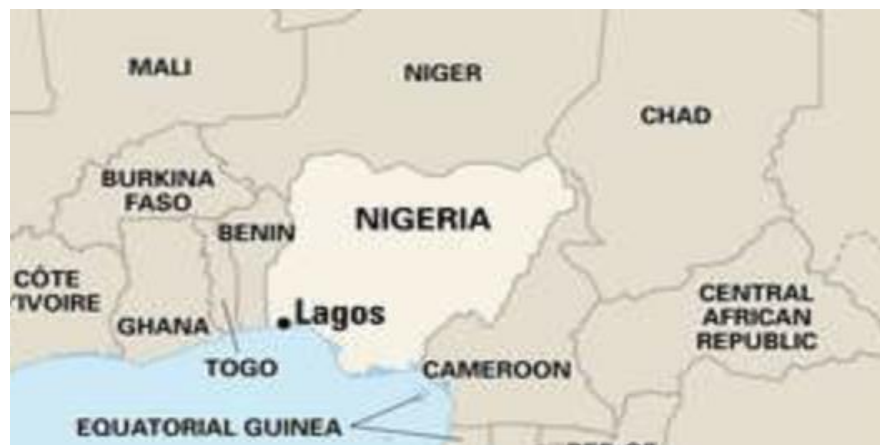 MALI
NIGER
CHAD
BURKINA
FASO
BENIN
NIGERIA
CÔTE
'IVOIRE
GHANA
Lagos
CENTRAL
AFRICAN
REPUBLIC
TOGO
CAMEROON
EQUATORIAL GUINEA